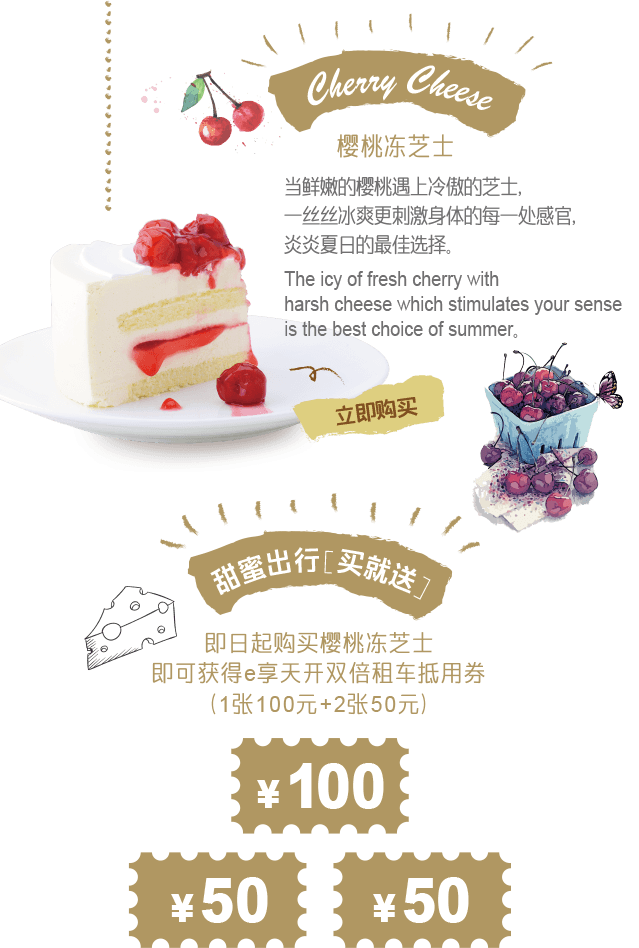 Cherry Cheese
樱桃冻芝士
当鲜嫩的樱桃遇上冷傲的芝士,
一丝丝冰爽更刺激身体的每一处感官,
炎炎夏日的最佳选择。
The icy of fresh cherry with
harsh cheese which stimulates your sense
is the best choice of summer。
立即购买
甜蜜出行[买就送]
即日起购买樱桃冻芝士
即可获得e享天开双倍租车抵用券
(1张100元+2张50元)
¥100
¥50 ¥50